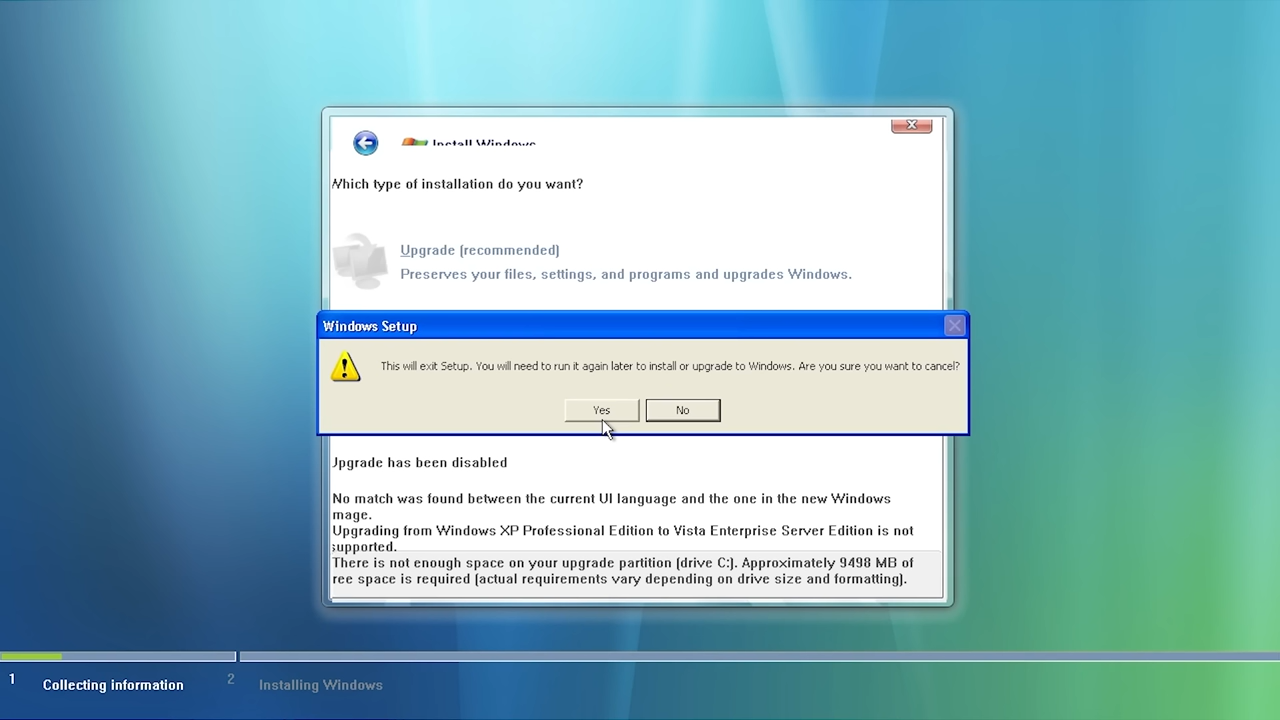 Install Windows
Which type of installation do you want?
Upgrade (recommended)
Preserves your files, settings, and programs and upgrades Windows.
Windows Setup
This will exit Setup. You will need to run it again later to install or upgrade to Windows. Are you sure you want to cancel?
Yes No
Upgrade has been disabled
No match was found between the current UI language and the one in the new Windows
mage.
Upgrading from Windows XP Professional Edition to Vista Enterprise Server Edition is not
supported.
There is not enough space on your upgrade partition (drive C:). Approximately 9498 MB of
ree space is required (actual requirements vary depending on drive size and formatting).
1 Collecting information 2 Installing Windows